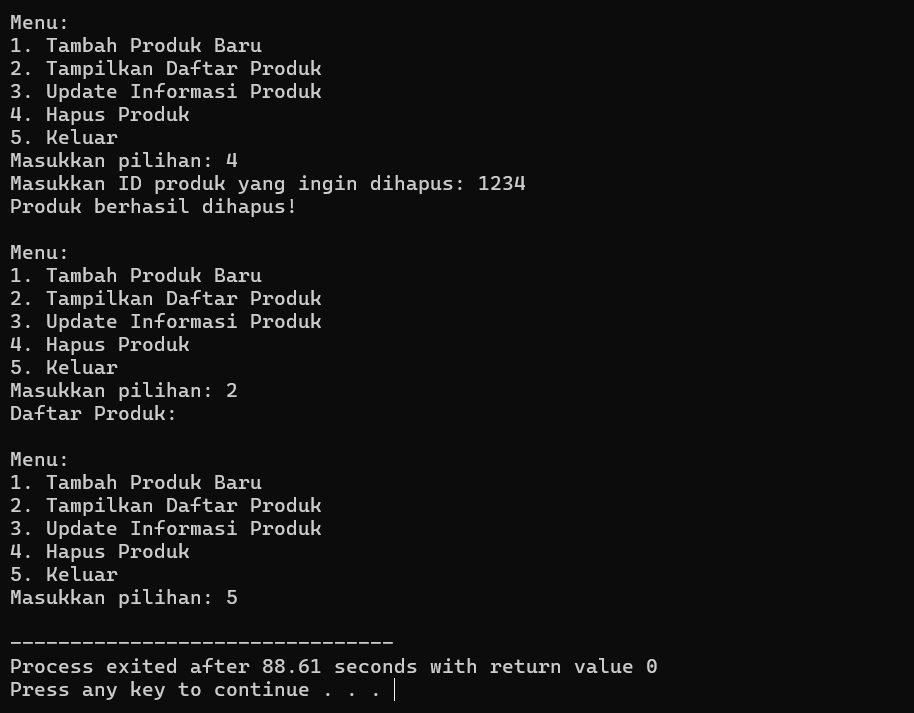 Menu:
1. Tambah Produk Baru
2. Tampilkan Daftar Produk
3. Update Informasi Produk
4. Hapus Produk
5. Keluar
Masukkan pilihan: 4
Masukkan ID produk yang ingin dihapus: 1234
Produk berhasil dihapus!

Menu:
1. Tambah Produk Baru
2. Tampilkan Daftar Produk
3. Update Informasi Produk
4. Hapus Produk
5. Keluar
Masukkan pilihan: 2
Daftar Produk:

Menu:
1. Tambah Produk Baru
2. Tampilkan Daftar Produk
3. Update Informasi Produk
4. Hapus Produk
5. Keluar
Masukkan pilihan: 5

--------------------------------
Process exited after 88.61 seconds with return value 0
Press any key to continue . . .